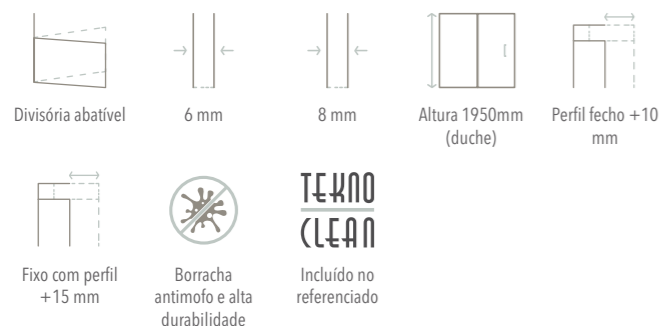 Divisória abatível
6 mm
8 mm
Altura 1950mm
(duche)
Perfil fecho +10
mm
Fixo com perfil
+15 mm
Borracha
antimofo e alta
durabilidade
TEKNO
CLEAN
Incluído no
referenciado